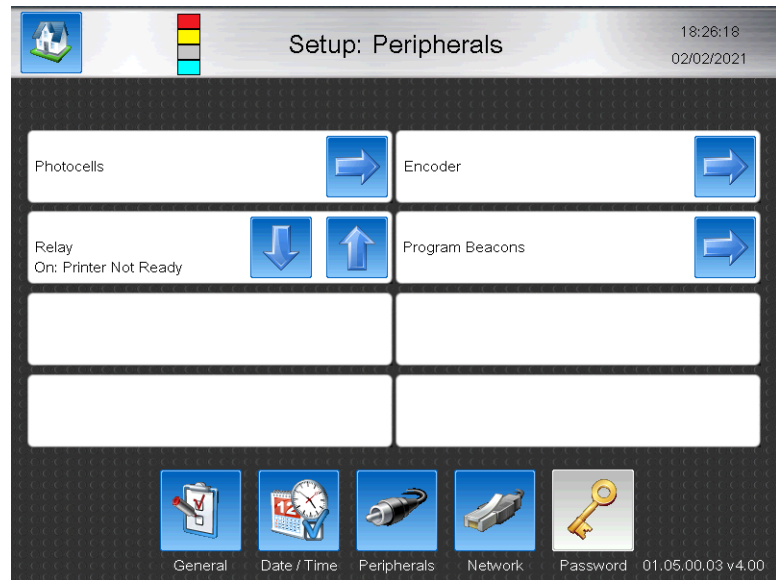 Setup: Peripherals
18:26:18
02/02/2021
Photocells
Encoder
Relay
On: Printer Not Ready
Program Beacons
General
Date / Time
Peripherals
Network
Password
01.05.00.03 v4.00